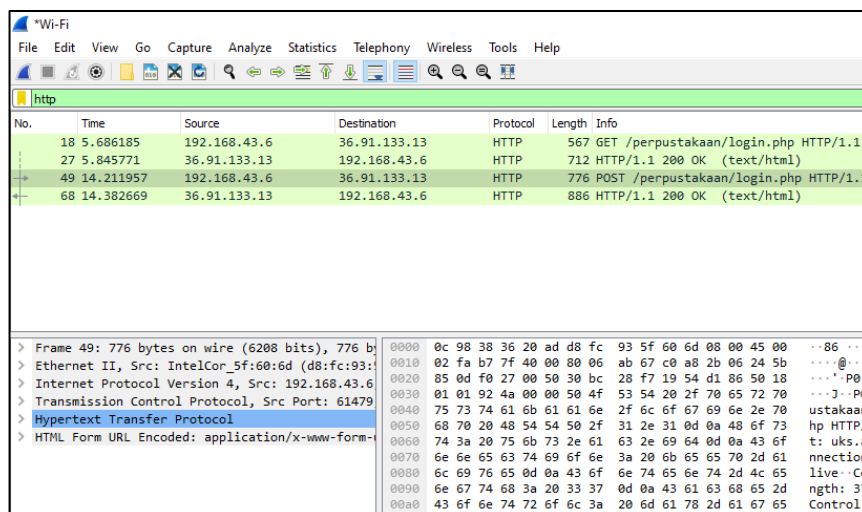 *Wi-Fi
File Edit View Go Capture Analyze Statistics Telephony Wireless Tools Help
http
No. Time Source Destination Protocol Length Info
18 5.686185 192.168.43.6 36.91.133.13 HTTP 567 GET /perpustakaan/login.php HTTP/1.1
27 5.845771 36.91.133.13 192.168.43.6 HTTP 712 HTTP/1.1 200 OK (text/html)
49 14.211957 192.168.43.6 36.91.133.13 HTTP 776 POST /perpustakaan/login.php HTTP/1.
68 14.382669 36.91.133.13 192.168.43.6 HTTP 886 HTTP/1.1 200 OK (text/html)
> Frame 49: 776 bytes on wire (6208 bits), 776 by
> Ethernet II, Src: IntelCor_5f:60:6d (d8:fc:93:
> Internet Protocol Version 4, Src: 192.168.43.6
> Transmission Control Protocol, Src Port: 61479
> Hypertext Transfer Protocol
> HTML Form URL Encoded: application/x-www-form-
0000 0c 98 38 36 20 ad d8 fc 93 5f 60 6d 08 00 45 00 ··86 ··
0010 02 fa b7 7f 40 00 80 06 ab 67 c0 a8 2b 06 24 5b ····@··
0020 85 0d f0 27 00 50 30 bc 28 f7 19 54 d1 86 50 18 ···'·P0
0030 01 01 92 4a 00 00 50 4f 53 54 20 2f 70 65 72 70 ···J··PO
0040 75 73 74 61 6b 61 61 6e 2f 6c 6f 67 69 6e 2e 70 ustakaan
0050 68 70 20 48 54 54 50 2f 31 2e 31 0d 0a 48 6f 73 hp HTTP/
0060 74 3a 20 75 6b 73 2e 61 63 2e 69 64 0d 0a 43 6f t: uks.
0070 6e 6e 65 63 74 69 6f 6e 3a 20 6b 65 65 70 2d 61 nnection
0080 6c 69 76 65 0d 0a 43 6f 6e 74 65 6e 74 2d 4c 65 live··Co
0090 6e 67 74 68 3a 20 33 37 0d 0a 43 61 63 68 65 2d ngth: 3
00a0 43 6f 6e 74 72 6f 6c 3a 20 6d 61 78 2d 61 67 65 Control